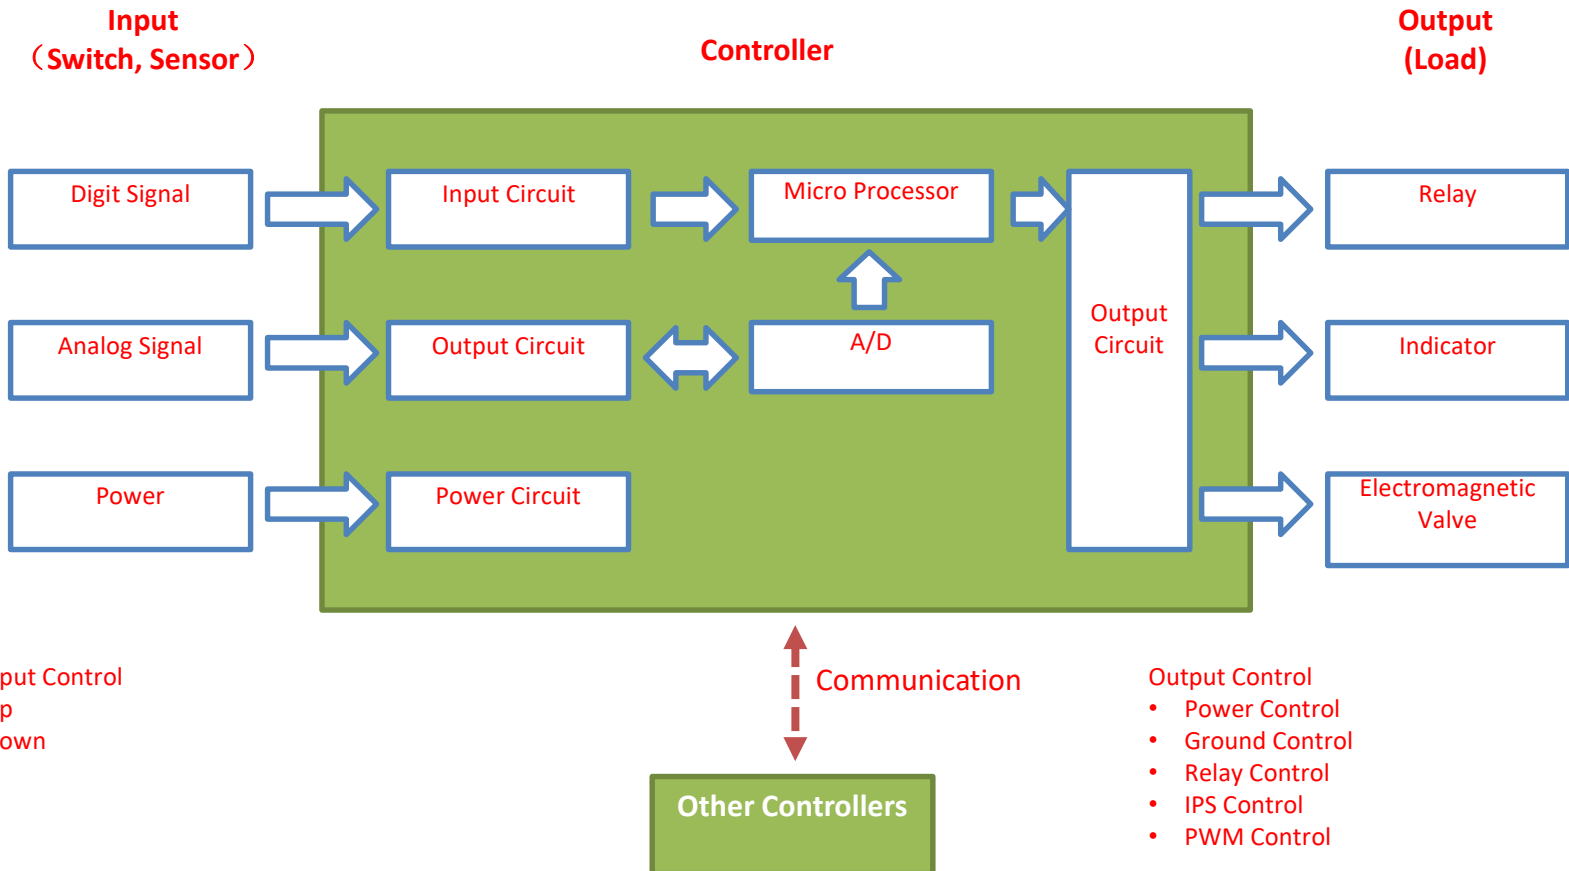 Input
（Switch, Sensor）
Controller
Output
(Load)
Digit Signal
Input Circuit
Micro Processor
Relay
Analog Signal
Output Circuit
A/D
Output
Circuit
Indicator
Power
Power Circuit
Electromagnetic
Valve
put Control
p
own
Communication
Other Controllers
Output Control
• Power Control
• Ground Control
• Relay Control
• IPS Control
• PWM Control